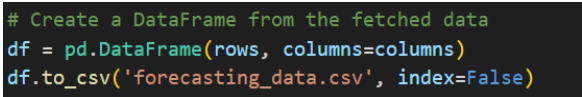 # Create a DataFrame from the fetched data
df = pd.DataFrame(rows, columns=columns)
df.to_csv('forecasting_data.csv', index=False)